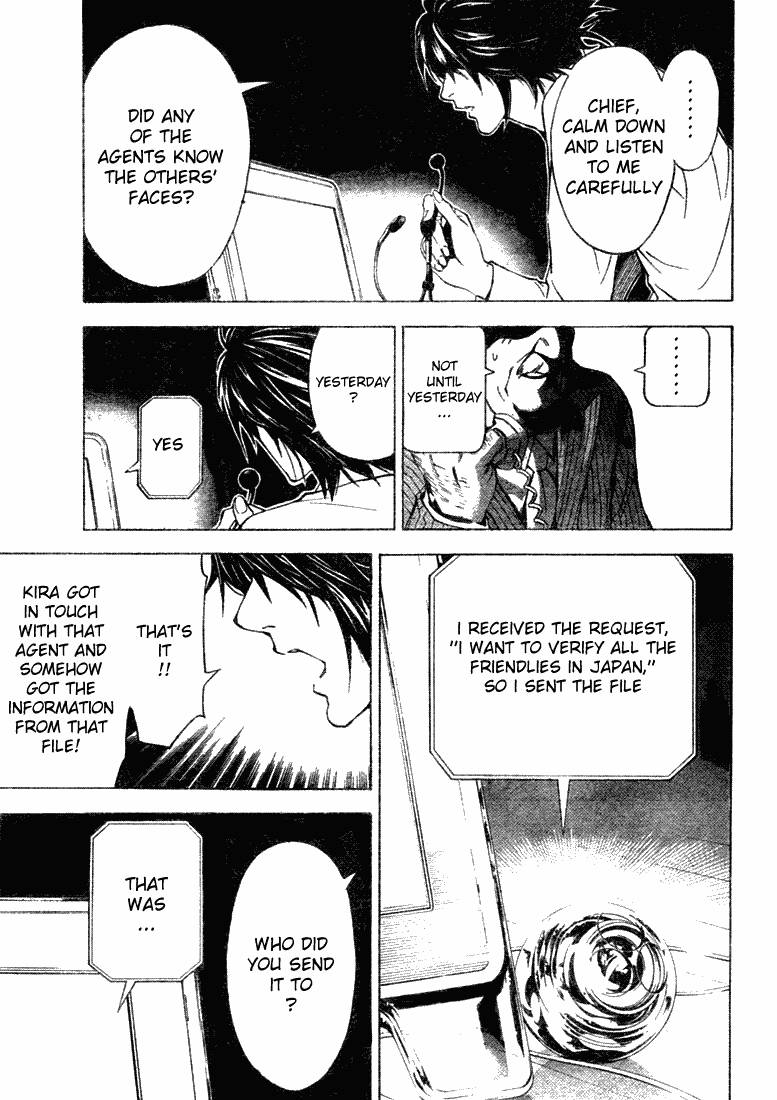 ......
CHIEF,
CALM DOWN
AND LISTEN
TO ME
CAREFULLY
DID ANY
OF THE
AGENTS KNOW
THE OTHERS'
FACES?
......
NOT
UNTIL
YESTERDAY
...
YESTERDAY
?
YES
I RECEIVED THE REQUEST,
"I WANT TO VERIFY ALL THE
FRIENDLIES IN JAPAN,"
SO I SENT THE FILE
THAT'S
IT
!!
KIRA GOT
IN TOUCH
WITH THAT
AGENT AND
SOMEHOW
GOT THE
INFORMATION
FROM THAT
FILE!
WHO DID
YOU SEND
IT TO
?
THAT
WAS
...